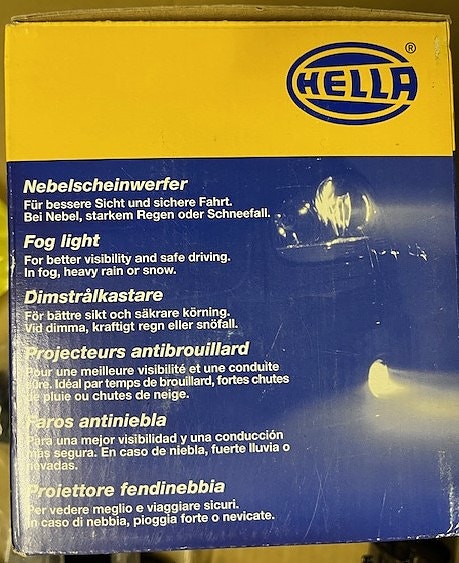 HELLA®
Nebelscheinwerfer
Für bessere Sicht und sichere Fahrt.
Bei Nebel, starkem Regen oder Schneefall.
Fog light
For better visibility and safe driving.
In fog, heavy rain or snow.
Dimstrålkastare
För bättre sikt och säkrare körning.
Vid dimma, kraftigt regn eller snöfall.
Projecteurs antibrouillard
Pour une meilleure visibilité et une conduite
sûre. Idéal par temps de brouillard, fortes chutes
de pluie ou chutes de neige.
Faros antiniebla
Para una mejor visibilidad y una conducción
más segura. En caso de niebla, fuerte lluvia o
nevadas.
Proiettore fendinebbia
Per vedere meglio e viaggiare sicuri.
In caso di nebbia, pioggia forte o nevicate.